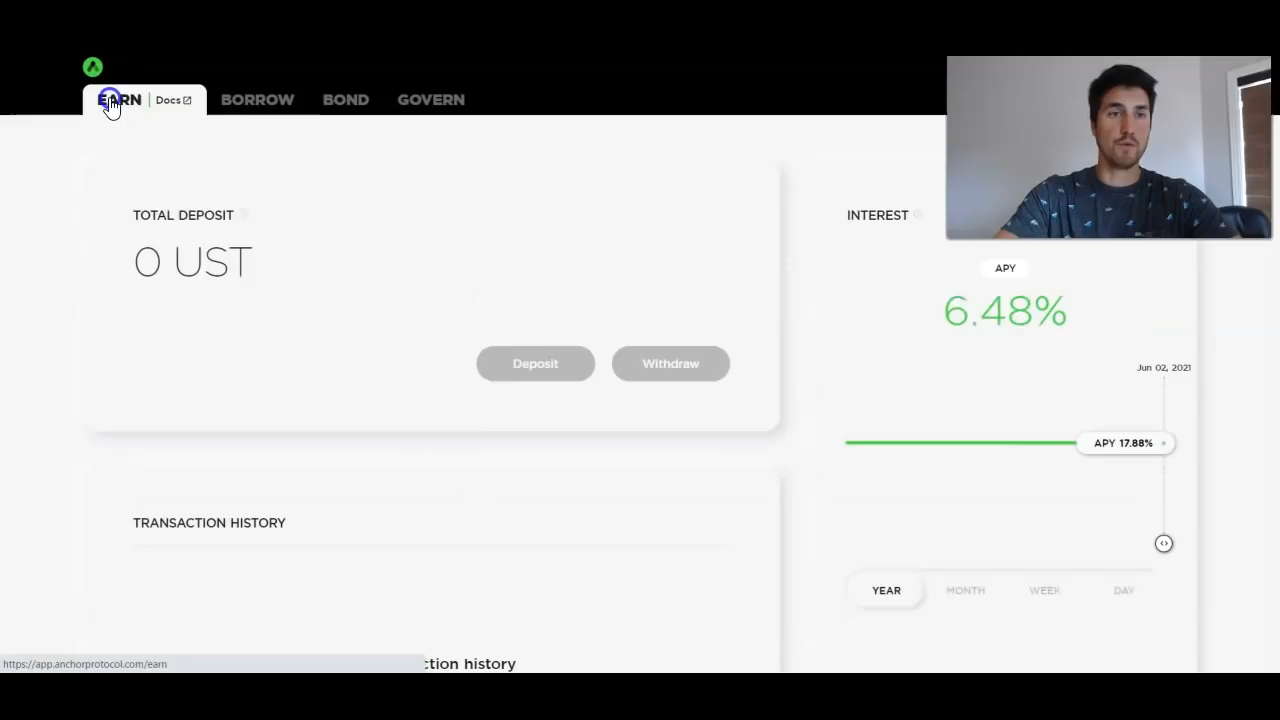 EARN | Docs
BORROW
BOND
GOVERN
TOTAL DEPOSIT
0 UST
Deposit
Withdraw
INTEREST
APY
6.48%
Jun 02, 2021
APY 17.88%
YEAR
MONTH
WEEK
DAY
TRANSACTION HISTORY
ction history
https://app.anchorprotocol.com/earn